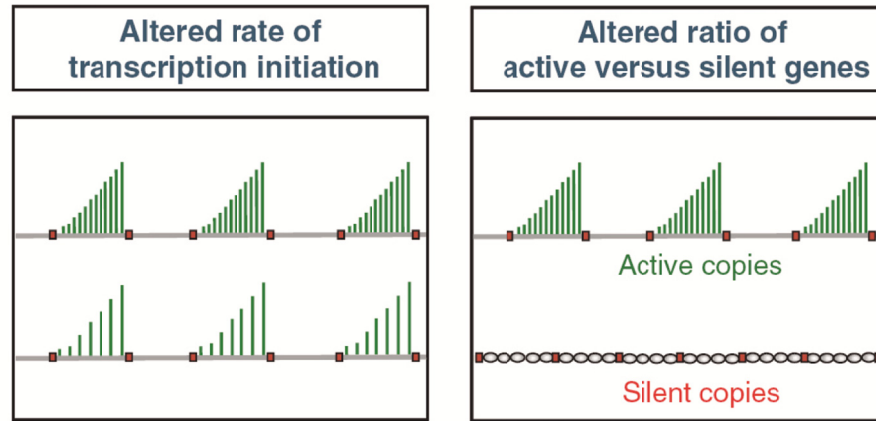 Altered rate of
transcription initiation
Altered ratio of
active versus silent genes
Active copies
Silent copies